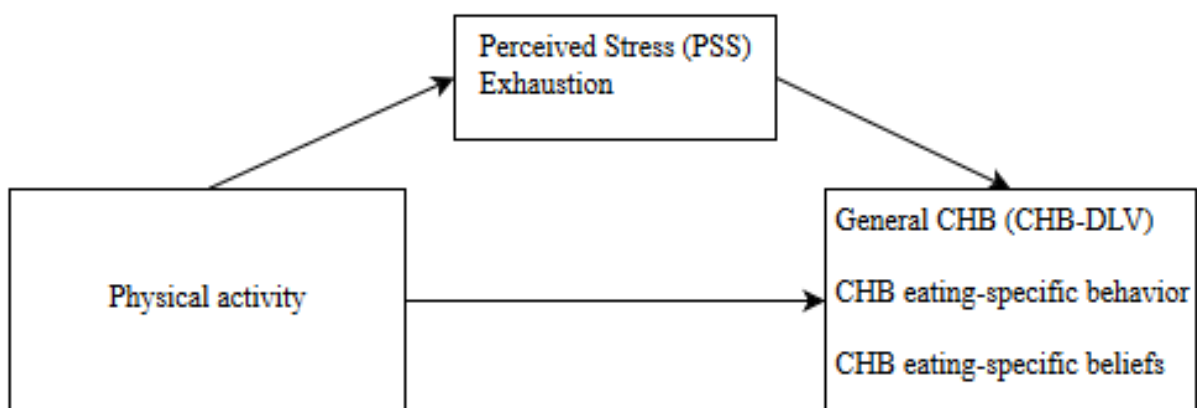 Perceived Stress (PSS)
Exhaustion
Physical activity
General CHB (CHB-DLV)
CHB eating-specific behavior
CHB eating-specific beliefs